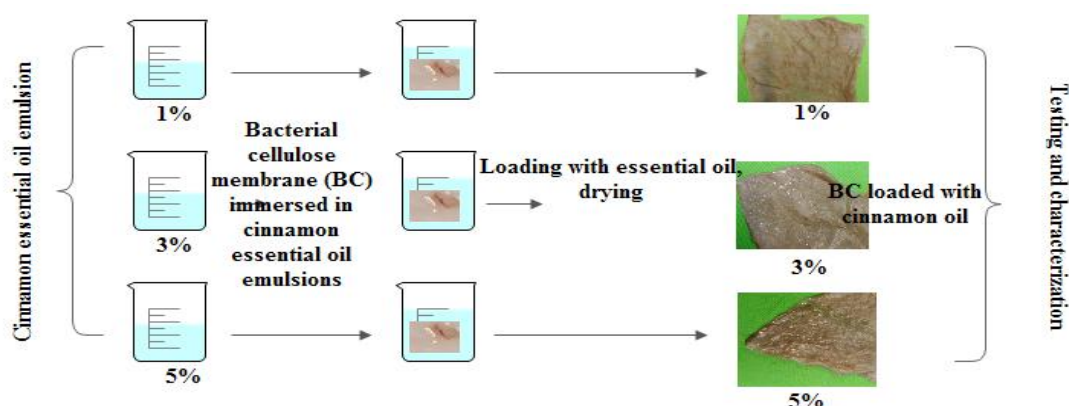 Cinnamon essential oil emulsion
1%
3%
5%
Bacterial
cellulose
membrane (BC)
immersed in
cinnamon
essential oil
emulsions
Loading with essential oil,
drying
1%
3%
5%
BC loaded with
cinnamon oil
Testing and characterization